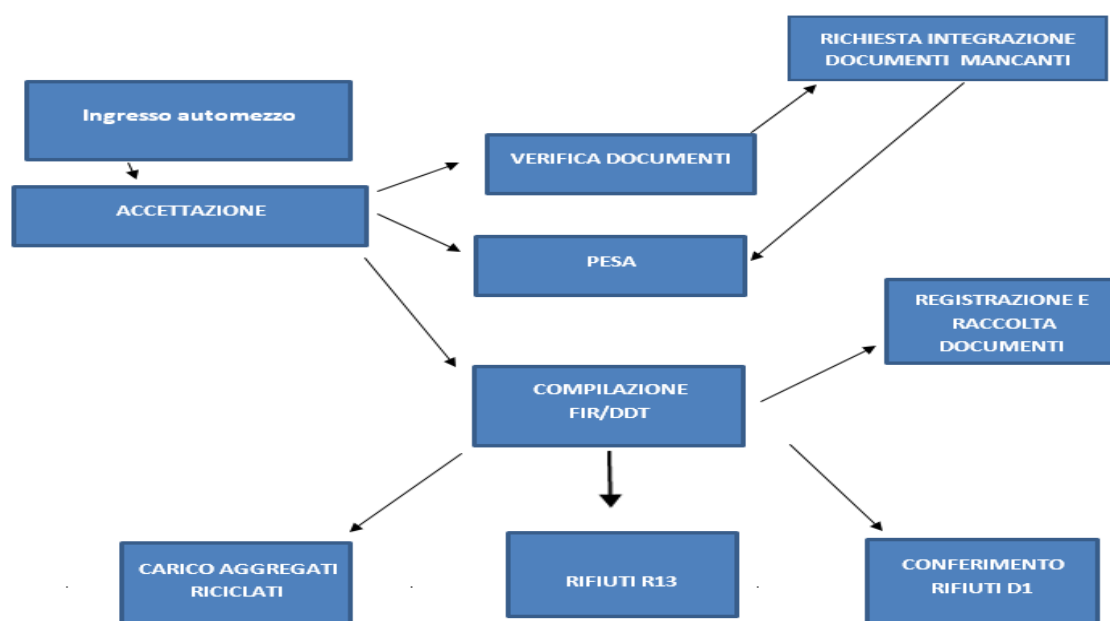 RICHIESTA INTEGRAZIONE
DOCUMENTI MANCANTI
Ingresso automezzo
VERIFICA DOCUMENTI
ACCETTAZIONE
PESA
REGISTRAZIONE E
RACCOLTA
DOCUMENTI
COMPILAZIONE
FIR/DDT
CARICO AGGREGATI
RICICLATI
RIFIUTI R13
CONFERIMENTO
RIFIUTI D1